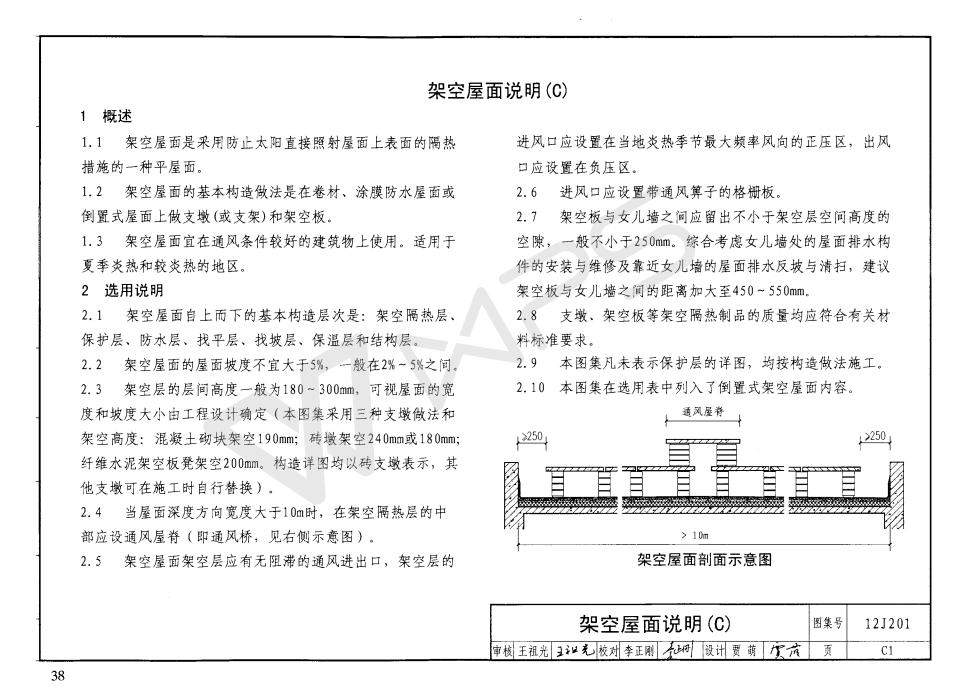 架空屋面说明(C)
1 概述
1.1 架空屋面是采用防止太阳直接照射屋面上表面的隔热
措施的一种平屋面。
1.2 架空屋面的基本构造做法是在卷材、涂膜防水屋面或
倒置式屋面上做支墩(或支架)和架空板。
1.3 架空屋面宜在通风条件较好的建筑物上使用。适用于
夏季炎热和较炎热的地区。
2 选用说明
2.1 架空屋面自上而下的基本构造层次是：架空隔热层、
保护层、防水层、找平层、找坡层、保温层和结构层。
2.2 架空屋面的屋面坡度不宜大于5%，一般在2%~5%之间。
2.3 架空层的层间高度一般为180~300mm，可视屋面的宽
度和坡度大小由工程设计确定（本图集采用三种支墩做法和
架空高度：混凝土砌块架空190mm；砖墩架空240mm或180mm;
纤维水泥架空板凳架空200mm。构造详图均以砖支墩表示，其
他支墩可在施工时自行替换）。
2.4 当屋面深度方向宽度大于10m时，在架空隔热层的中
部应设通风屋脊（即通风桥，见右侧示意图）。
2.5 架空屋面架空层应有无阻滞的通风进出口，架空层的
进风口应设置在当地炎热季节最大频率风向的正压区，出风
口应设置在负压区。
2.6 进风口应设置带通风箅子的格栅板。
2.7 架空板与女儿墙之间应留出不小于架空层空间高度的
空隙，一般不小于250mm。综合考虑女儿墙处的屋面排水构
件的安装与维修及靠近女儿墙的屋面排水反坡与清扫，建议
架空板与女儿墙之间的距离加大至450~550mm。
2.8 支墩、架空板等架空隔热制品的质量均应符合有关材
料标准要求。
2.9 本图集凡未表示保护层的详图，均按构造做法施工。
2.10 本图集在选用表中列入了倒置式架空屋面内容。
通风屋脊
≥250 ≥250
> 10m
架空屋面剖面示意图
架空屋面说明(C) 图集号 12J201
审核 王祖光 校对 李正刚 设计 贾萌 页 C1
38